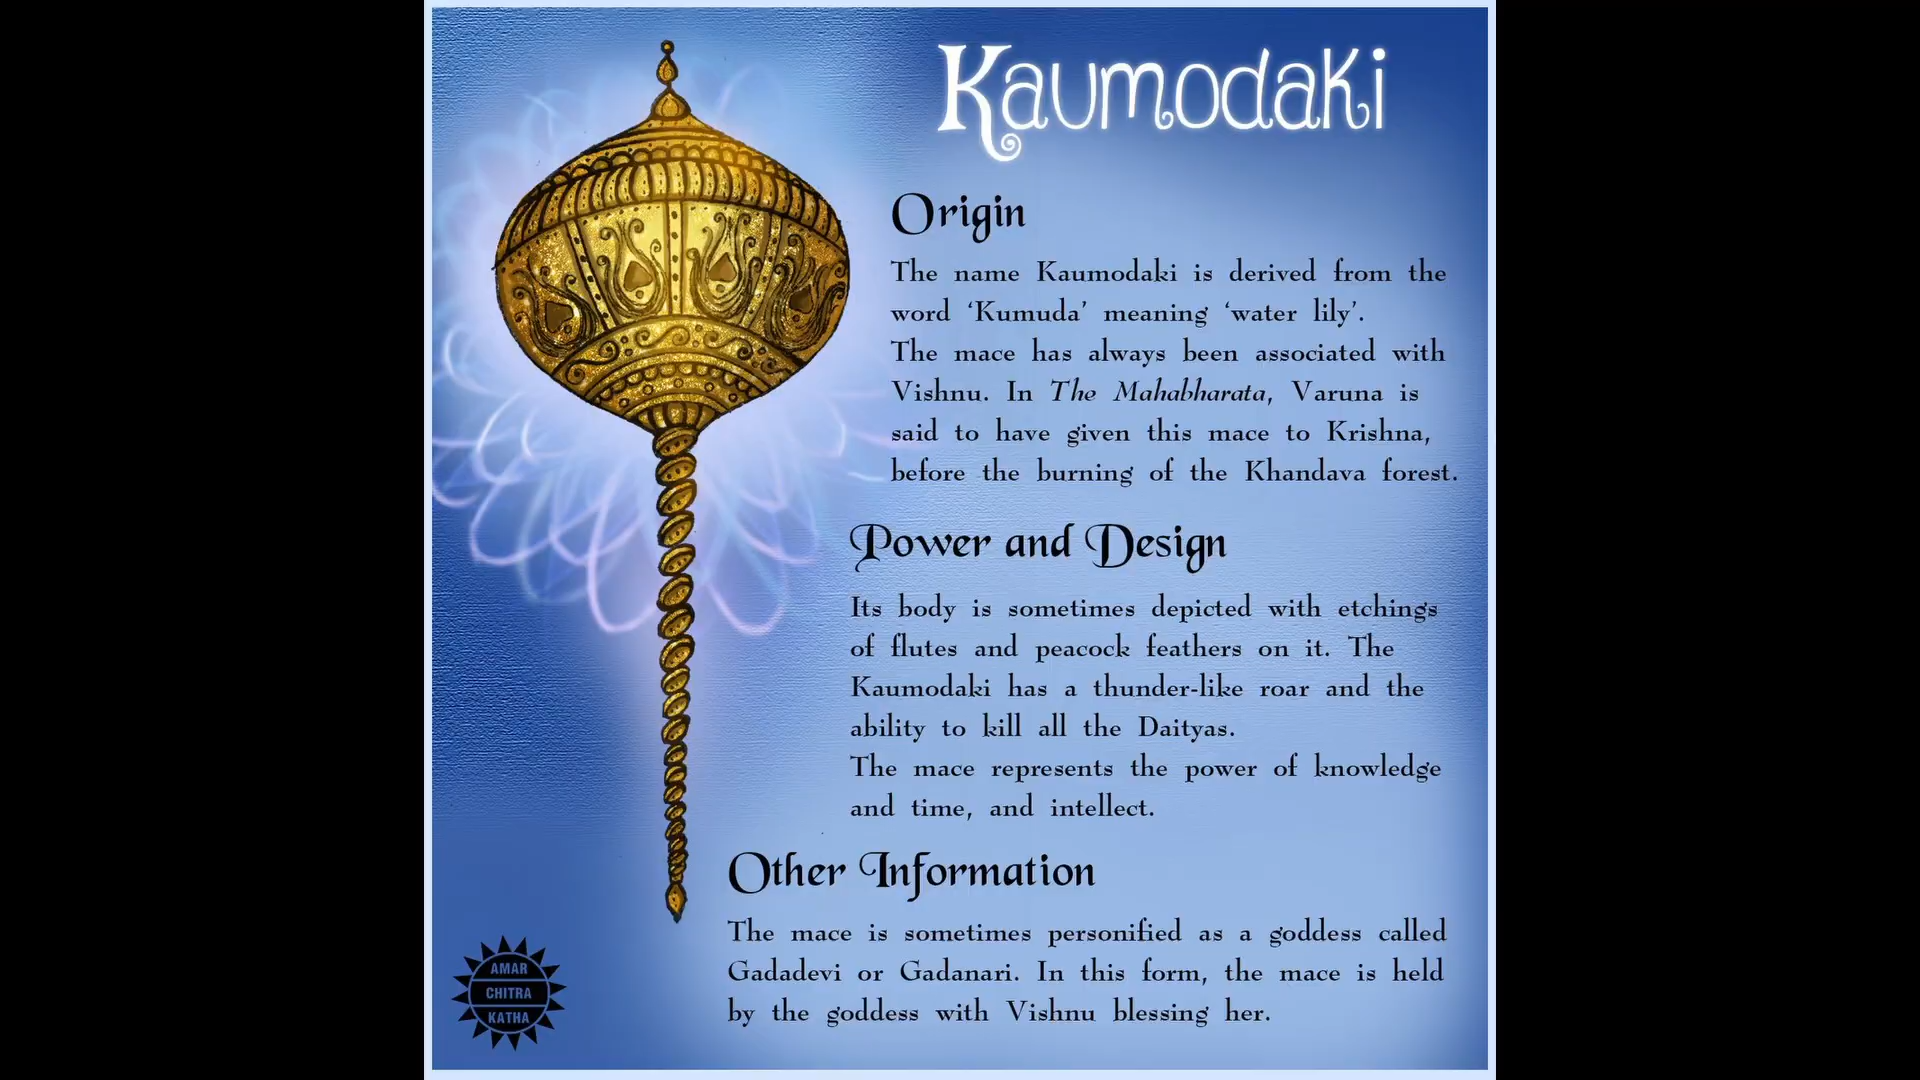 Kaumodaki
Origin
The name Kaumodaki is derived from the
word ‘Kumuda’ meaning ‘water lily’.
The mace has always been associated with
Vishnu. In The Mahabharata, Varuna is
said to have given this mace to Krishna,
before the burning of the Khandava forest.
Power and Design
Its body is sometimes depicted with etchings
of flutes and peacock feathers on it. The
Kaumodaki has a thunder-like roar and the
ability to kill all the Daityas.
The mace represents the power of knowledge
and time, and intellect.
Other Information
The mace is sometimes personified as a goddess called
Gadadevi or Gadanari. In this form, the mace is held
by the goddess with Vishnu blessing her.
AMAR
CHITRA
KATHA